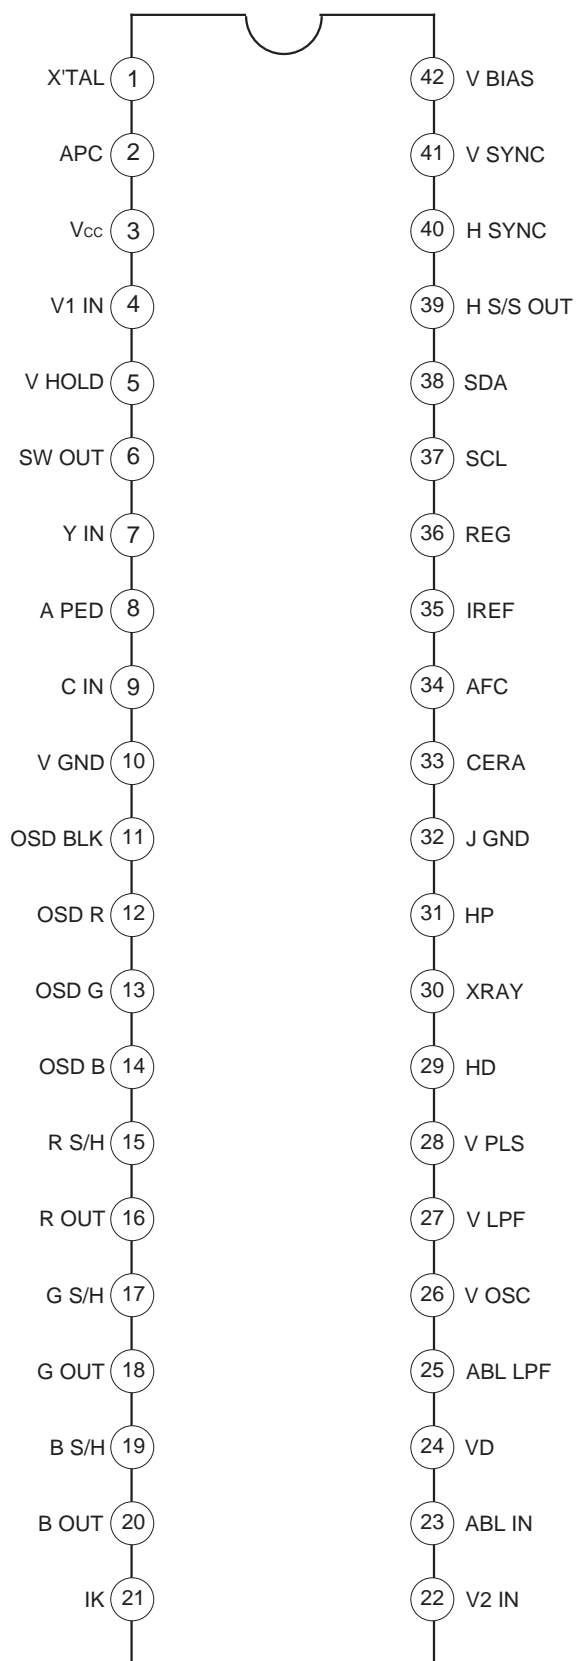 X'TAL 1 42 V BIAS
APC 2 41 V SYNC
Vcc 3 40 H SYNC
V1 IN 4 39 H S/S OUT
V HOLD 5 38 SDA
SW OUT 6 37 SCL
Y IN 7 36 REG
A PED 8 35 IREF
C IN 9 34 AFC
V GND 10 33 CERA
OSD BLK 11 32 J GND
OSD R 12 31 HP
OSD G 13 30 XRAY
OSD B 14 29 HD
R S/H 15 28 V PLS
R OUT 16 27 V LPF
G S/H 17 26 V OSC
G OUT 18 25 ABL LPF
B S/H 19 24 VD
B OUT 20 23 ABL IN
IK 21 22 V2 IN